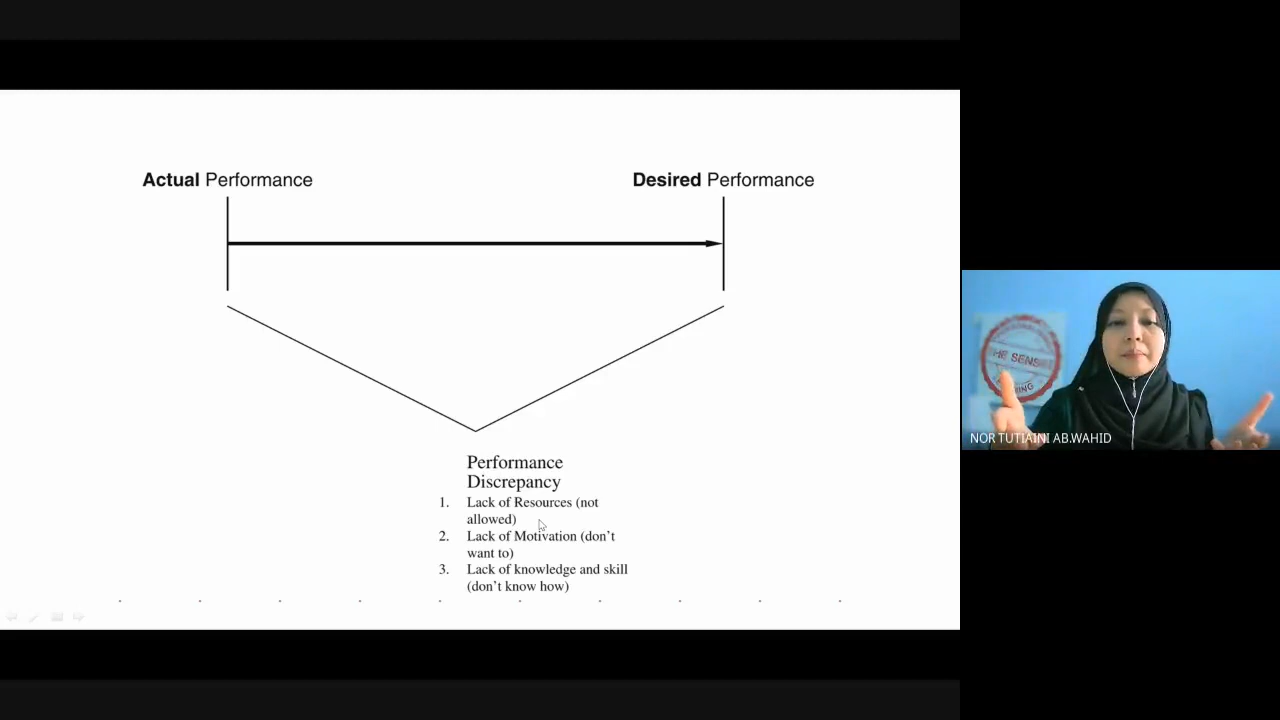 Actual Performance
Desired Performance
Performance
Discrepancy
1. Lack of Resources (not
allowed)
2. Lack of Motivation (don't
want to)
3. Lack of knowledge and skill
(don't know how)
NOR TUTIAINI AB.WAHID